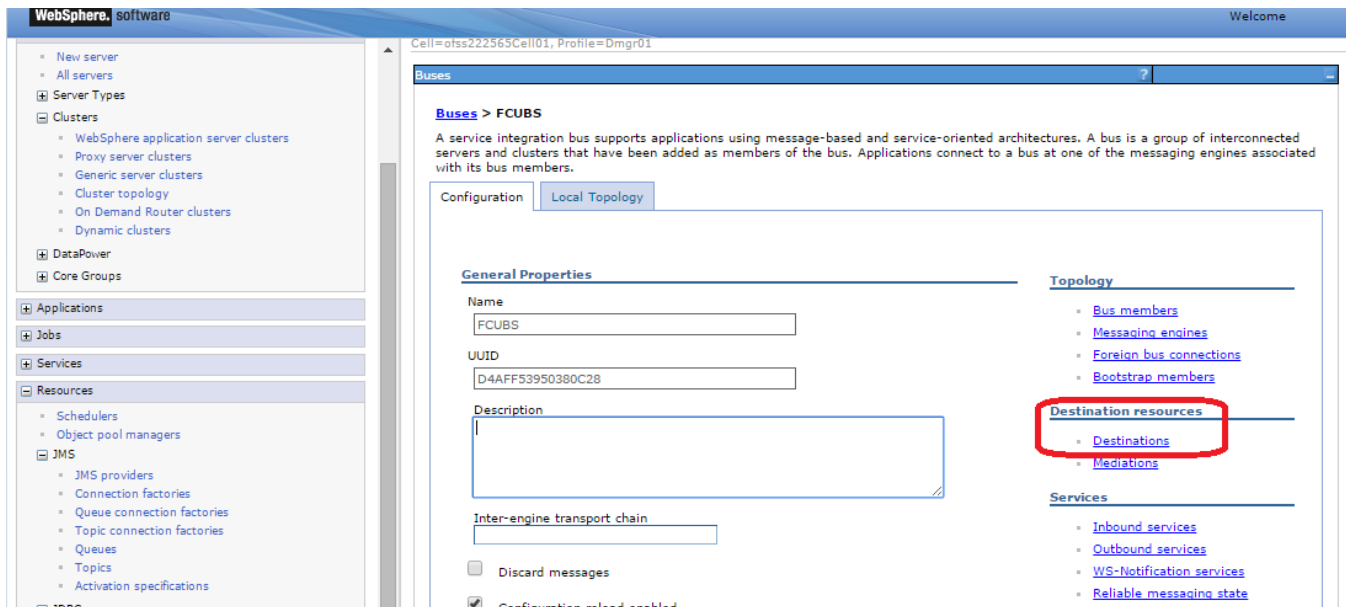 WebSphere. software
Welcome
New server
All servers
Server Types
Clusters
WebSphere application server clusters
Proxy server clusters
Generic server clusters
Cluster topology
On Demand Router clusters
Dynamic clusters
DataPower
Core Groups
Applications
Jobs
Services
Resources
Schedulers
Object pool managers
JMS
JMS providers
Connection factories
Queue connection factories
Topic connection factories
Queues
Topics
Activation specifications
Cell=ofss222565Cell01, Profile=Dmgr01
Buses
?
Buses > FCUBS
A service integration bus supports applications using message-based and service-oriented architectures. A bus is a group of interconnected
servers and clusters that have been added as members of the bus. Applications connect to a bus at one of the messaging engines associated
with its bus members.
Configuration
Local Topology
General Properties
Name
FCUBS
UUID
D4AFF53950380C28
Description
Inter-engine transport chain
Discard messages
Configuration reload enabled
Topology
Bus members
Messaging engines
Foreign bus connections
Bootstrap members
Destination resources
Destinations
Mediations
Services
Inbound services
Outbound services
WS-Notification services
Reliable messaging state